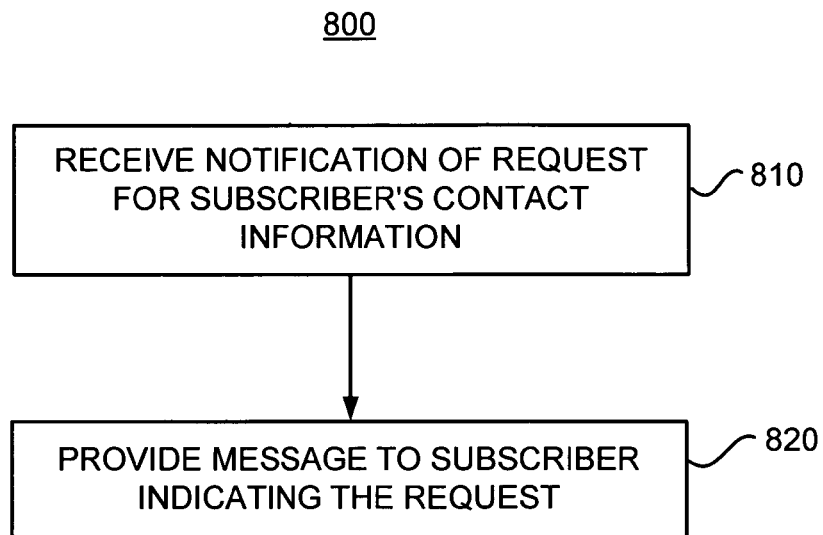 800
RECEIVE NOTIFICATION OF REQUEST
FOR SUBSCRIBER'S CONTACT
INFORMATION
810
PROVIDE MESSAGE TO SUBSCRIBER
INDICATING THE REQUEST
820